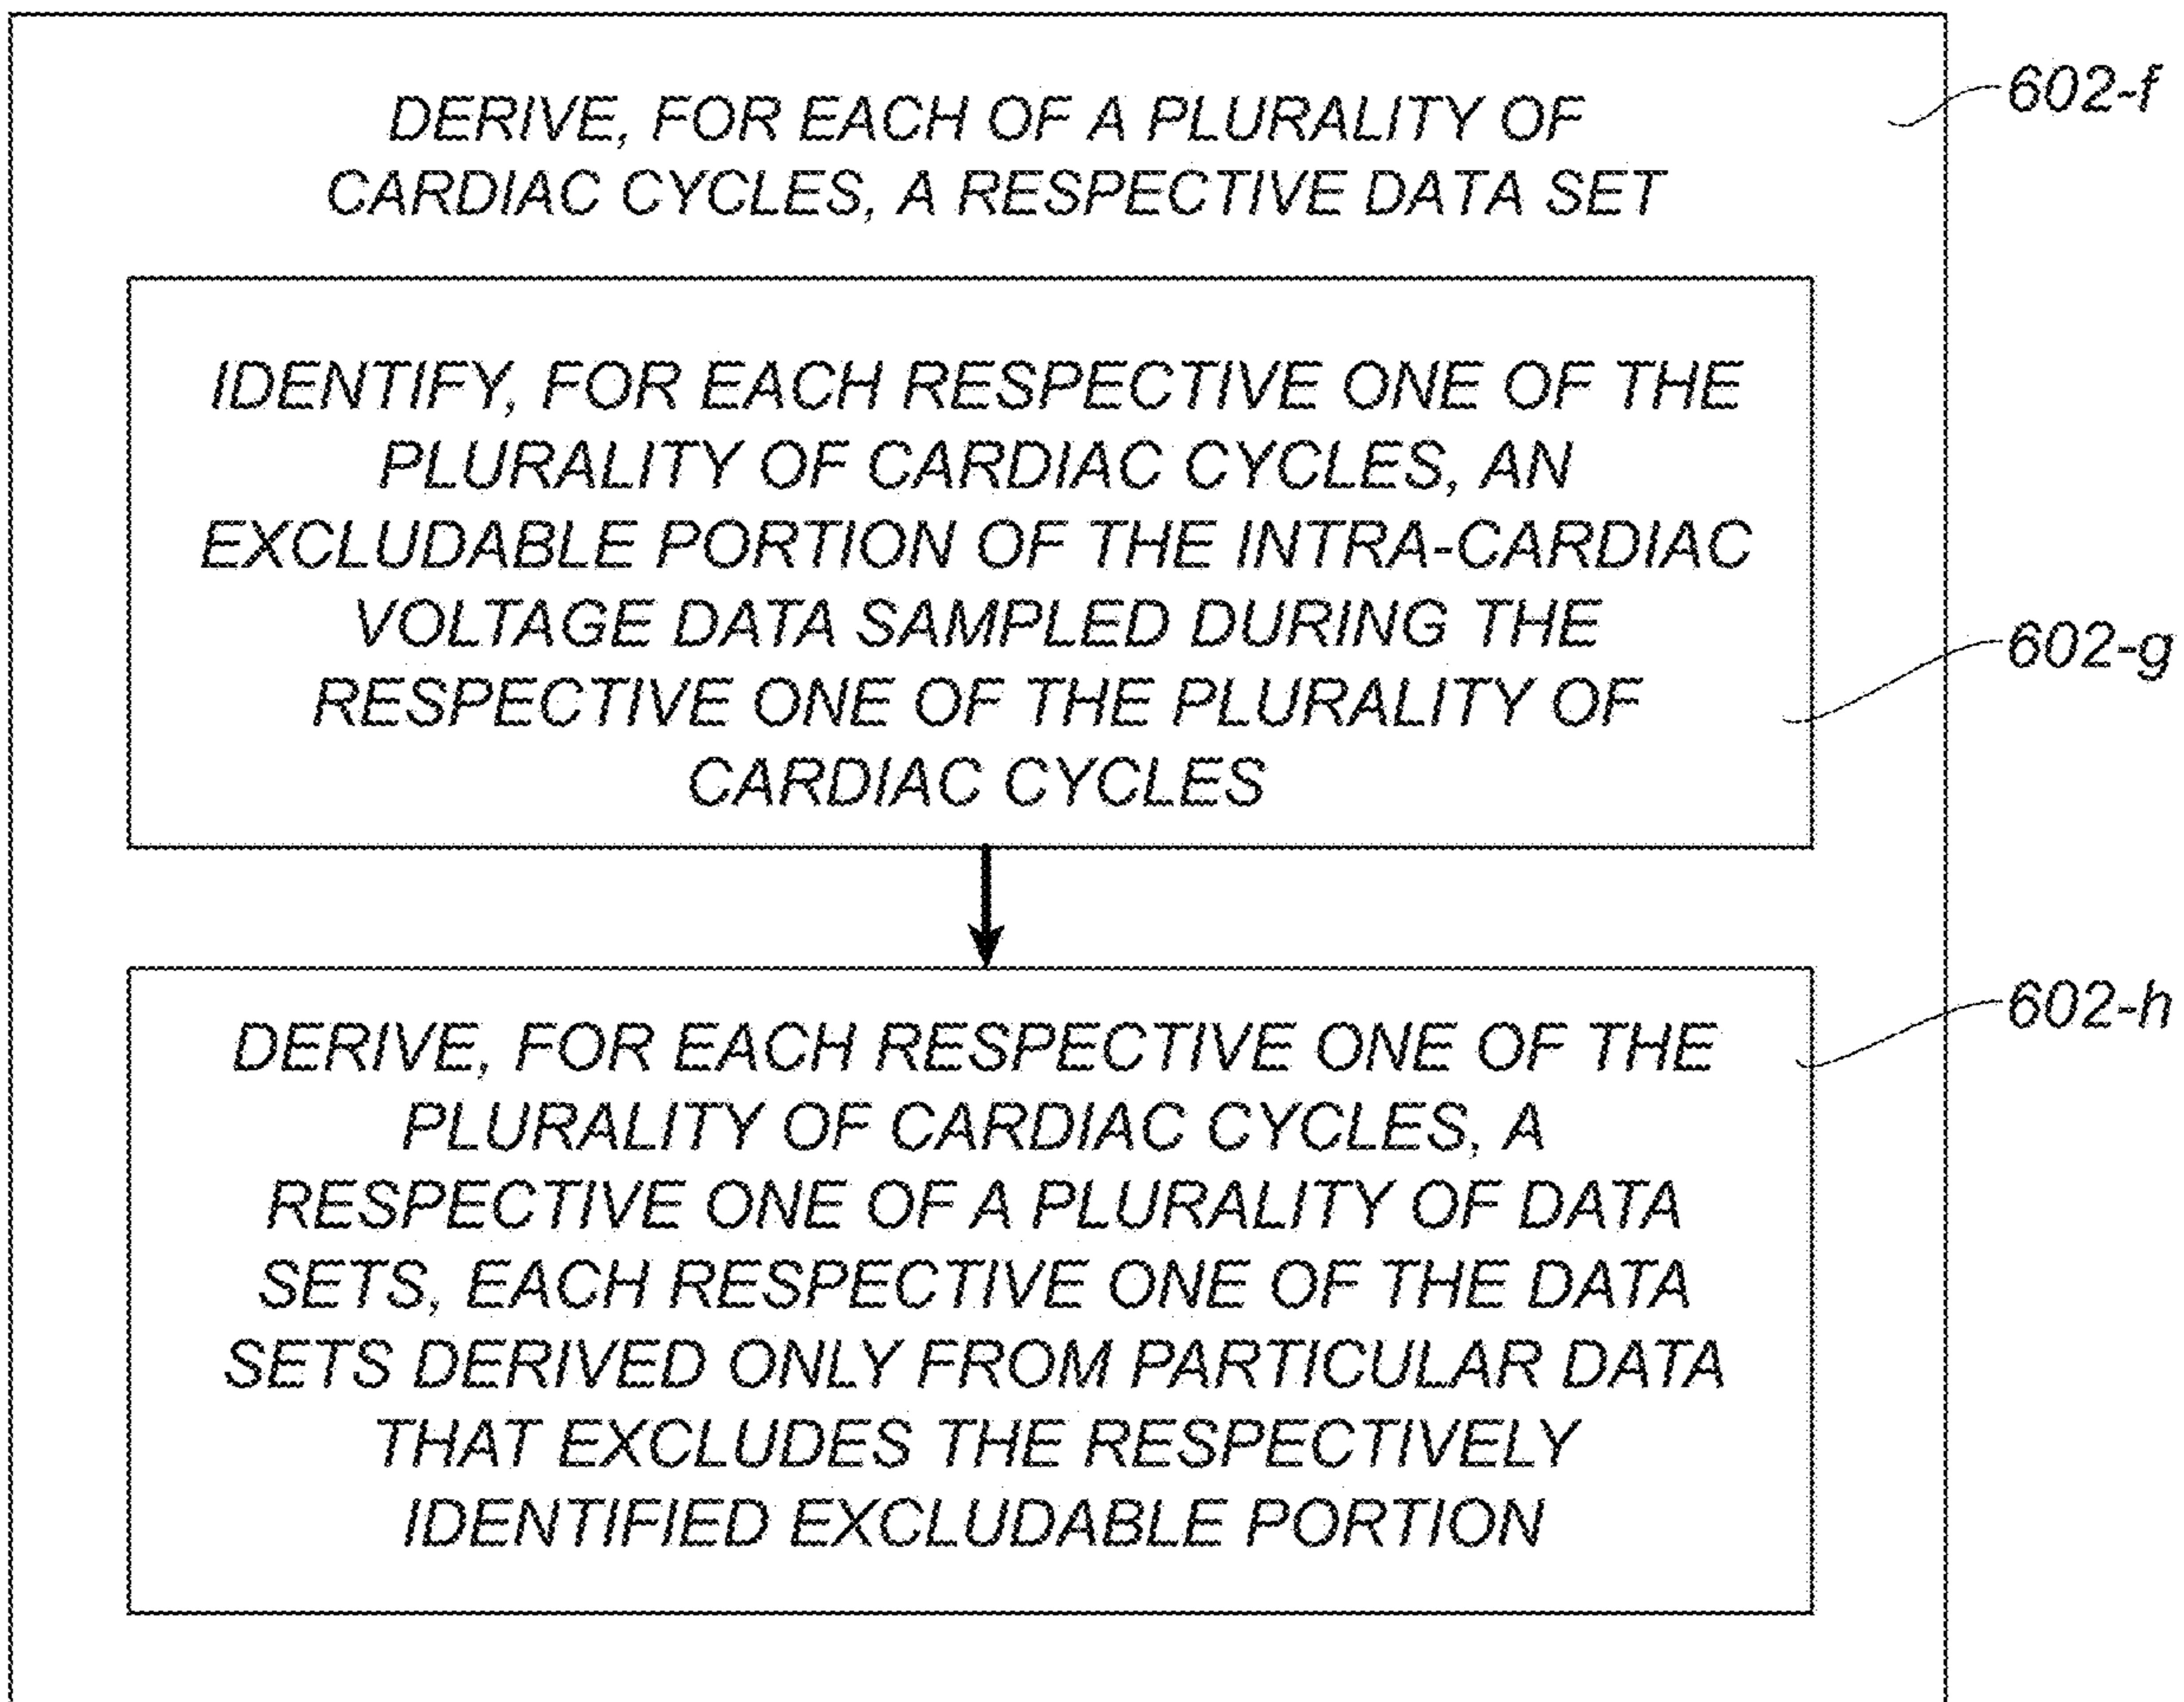 DERIVE, FOR EACH OF A PLURALITY OF
CARDIAC CYCLES, A RESPECTIVE DATA SET
602-f
IDENTIFY, FOR EACH RESPECTIVE ONE OF THE
PLURALITY OF CARDIAC CYCLES, AN
EXCLUDABLE PORTION OF THE INTRA-CARDIAC
VOLTAGE DATA SAMPLED DURING THE
RESPECTIVE ONE OF THE PLURALITY OF
CARDIAC CYCLES
602-g
DERIVE, FOR EACH RESPECTIVE ONE OF THE
PLURALITY OF CARDIAC CYCLES, A
RESPECTIVE ONE OF A PLURALITY OF DATA
SETS, EACH RESPECTIVE ONE OF THE DATA
SETS DERIVED ONLY FROM PARTICULAR DATA
THAT EXCLUDES THE RESPECTIVELY
IDENTIFIED EXCLUDABLE PORTION
602-h